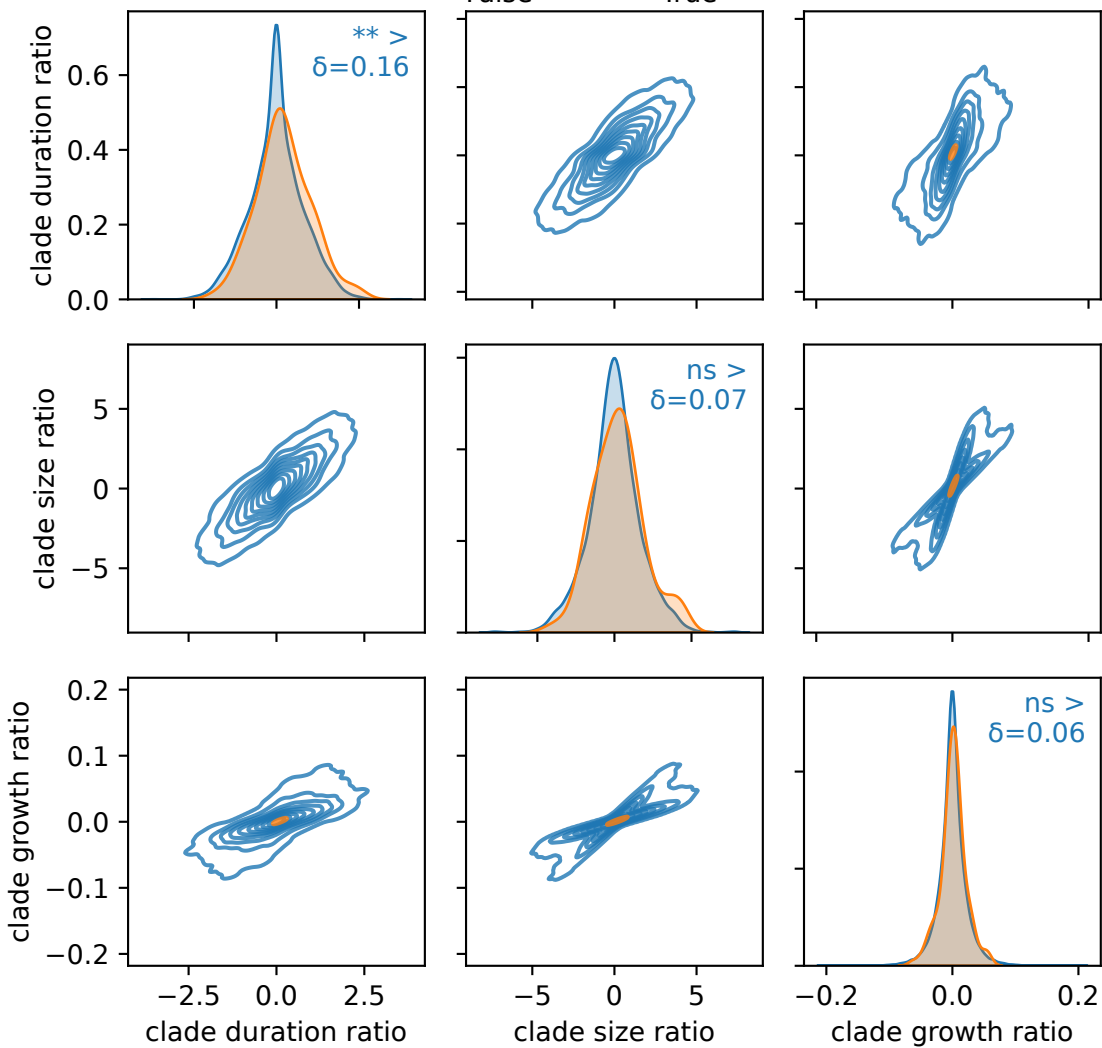 clade duration ratio
0.6
0.4
0.2
0.0
** >
δ=0.16
clade size ratio
5
0
−5
ns >
δ=0.07
clade growth ratio
0.2
0.1
0.0
−0.1
−0.2
ns >
δ=0.06
−2.5 0.0 2.5
−5 0 5
−0.2 0.0 0.2
clade duration ratio
clade size ratio
clade growth ratio